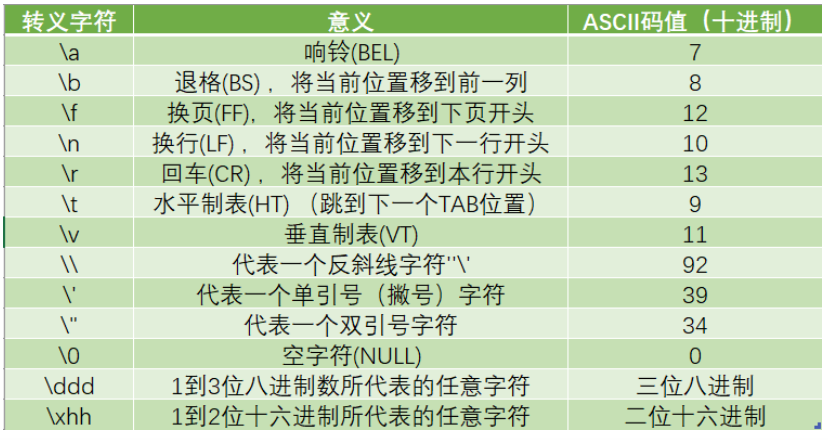 转义字符 意义 ASCII码值（十进制）
\a 响铃(BEL) 7
\b 退格(BS) ，将当前位置移到前一列 8
\f 换页(FF)，将当前位置移到下页开头 12
\n 换行(LF) ，将当前位置移到下一行开头 10
\r 回车(CR) ，将当前位置移到本行开头 13
\t 水平制表(HT) （跳到下一个TAB位置） 9
\v 垂直制表(VT) 11
\\ 代表一个反斜线字符''\' 92
\' 代表一个单引号（撇号）字符 39
\" 代表一个双引号字符 34
\0 空字符(NULL) 0
\ddd 1到3位八进制数所代表的任意字符 三位八进制
\xhh 1到2位十六进制所代表的任意字符 二位十六进制